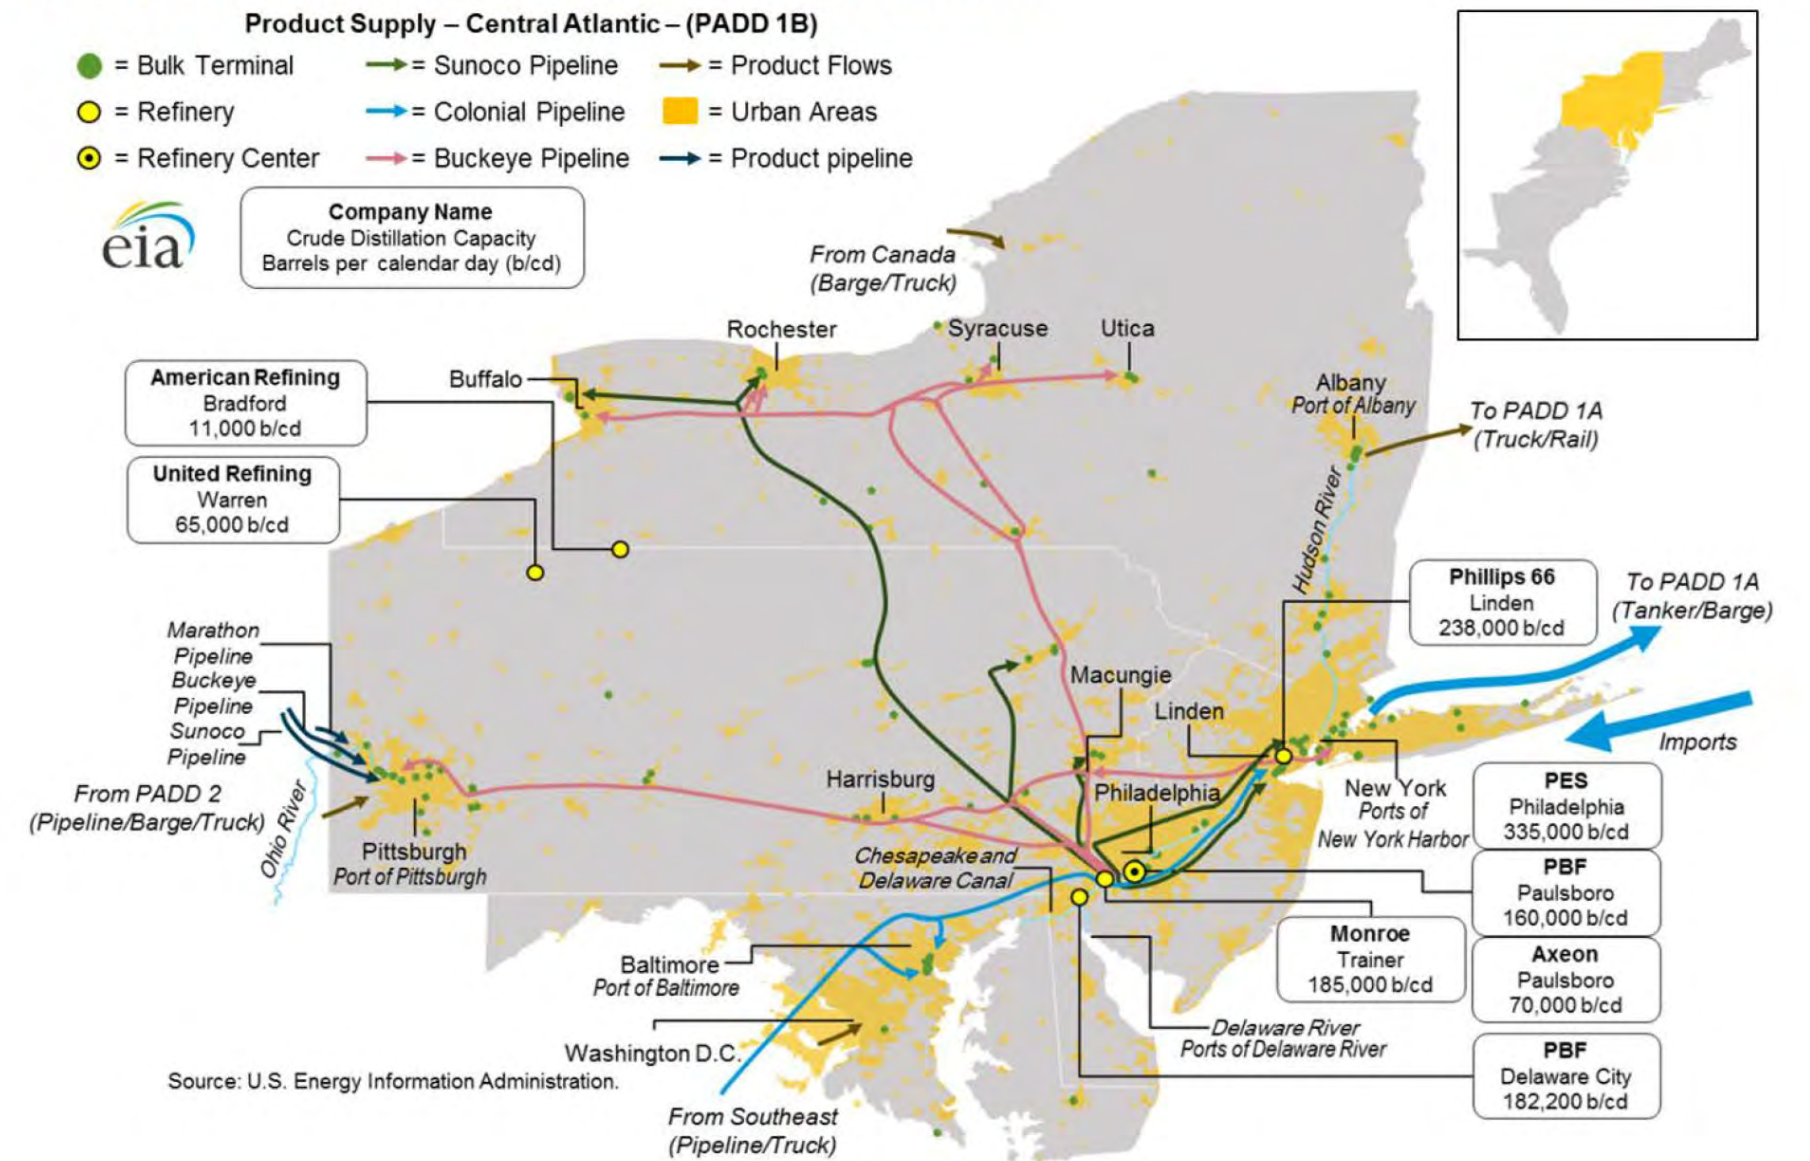 Product Supply – Central Atlantic – (PADD 1B)
= Bulk Terminal
= Sunoco Pipeline
= Product Flows
= Refinery
= Colonial Pipeline
= Urban Areas
= Refinery Center
= Buckeye Pipeline
= Product pipeline
eia
Company Name
Crude Distillation Capacity
Barrels per calendar day (b/cd)
From Canada
(Barge/Truck)
Rochester
Syracuse
Utica
Buffalo
American Refining
Bradford
11,000 b/cd
Albany
Port of Albany
To PADD 1A
(Truck/Rail)
United Refining
Warren
65,000 b/cd
Hudson River
Phillips 66
Linden
238,000 b/cd
To PADD 1A
(Tanker/Barge)
Marathon
Pipeline
Buckeye
Pipeline
Sunoco
Pipeline
Macungie
Linden
Imports
From PADD 2
(Pipeline/Barge/Truck)
Ohio River
Harrisburg
Philadelphia
New York
Ports of
New York Harbor
PES
Philadelphia
335,000 b/cd
Pittsburgh
Port of Pittsburgh
Chesapeake and
Delaware Canal
PBF
Paulsboro
160,000 b/cd
Monroe
Trainer
185,000 b/cd
Axeon
Paulsboro
70,000 b/cd
Baltimore
Port of Baltimore
Delaware River
Ports of Delaware River
Washington D.C.
PBF
Delaware City
182,200 b/cd
Source: U.S. Energy Information Administration.
From Southeast
(Pipeline/Truck)